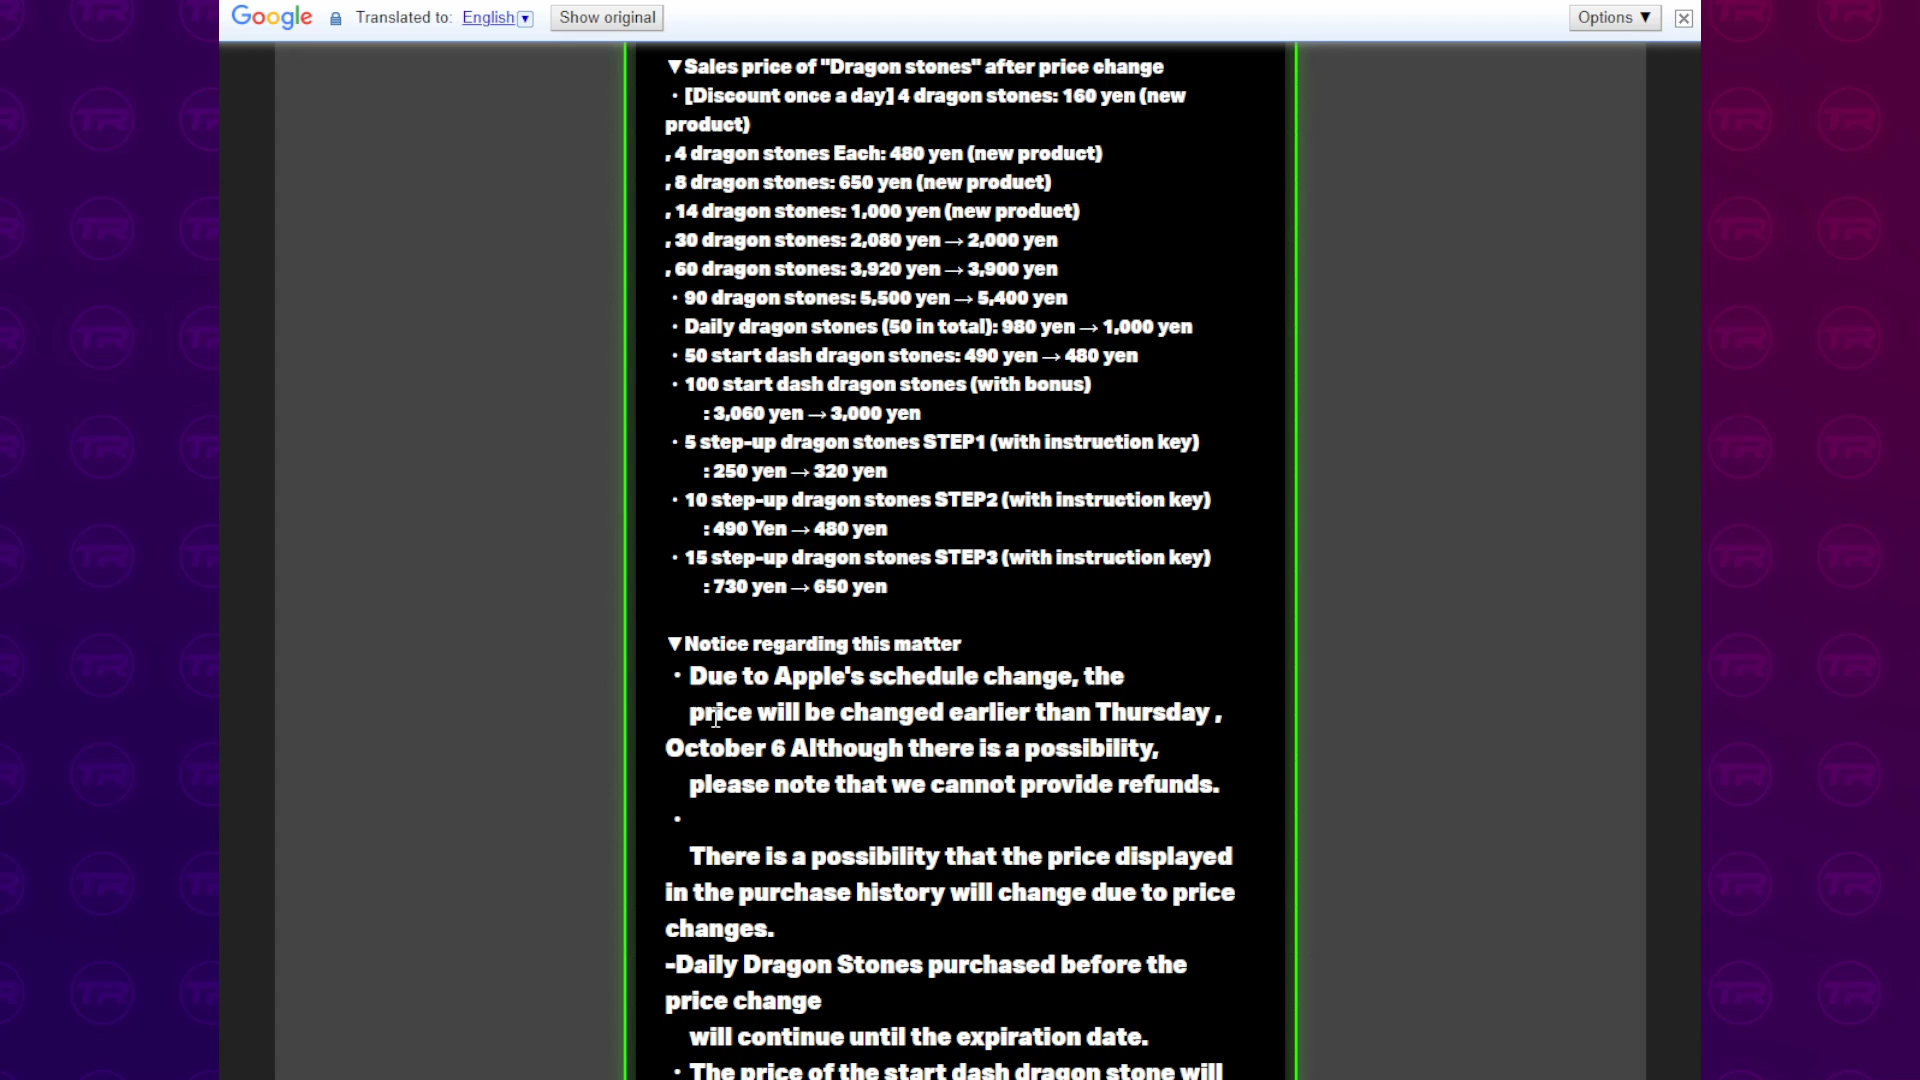 Google Translated to: English▼ Show original Options ▼
▼Sales price of "Dragon stones" after price change
・[Discount once a day] 4 dragon stones: 160 yen (new
product)
, 4 dragon stones Each: 480 yen (new product)
, 8 dragon stones: 650 yen (new product)
, 14 dragon stones: 1,000 yen (new product)
, 30 dragon stones: 2,080 yen → 2,000 yen
, 60 dragon stones: 3,920 yen → 3,900 yen
・90 dragon stones: 5,500 yen → 5,400 yen
・Daily dragon stones (50 in total): 980 yen → 1,000 yen
・50 start dash dragon stones: 490 yen → 480 yen
・100 start dash dragon stones (with bonus)
: 3,060 yen → 3,000 yen
・5 step-up dragon stones STEP1 (with instruction key)
: 250 yen → 320 yen
・10 step-up dragon stones STEP2 (with instruction key)
: 490 Yen → 480 yen
・15 step-up dragon stones STEP3 (with instruction key)
: 730 yen → 650 yen
▼Notice regarding this matter
・Due to Apple's schedule change, the
price will be changed earlier than Thursday ,
October 6 Although there is a possibility,
please note that we cannot provide refunds.
・
There is a possibility that the price displayed
in the purchase history will change due to price
changes.
-Daily Dragon Stones purchased before the
price change
will continue until the expiration date.
・The price of the start dash dragon stone will